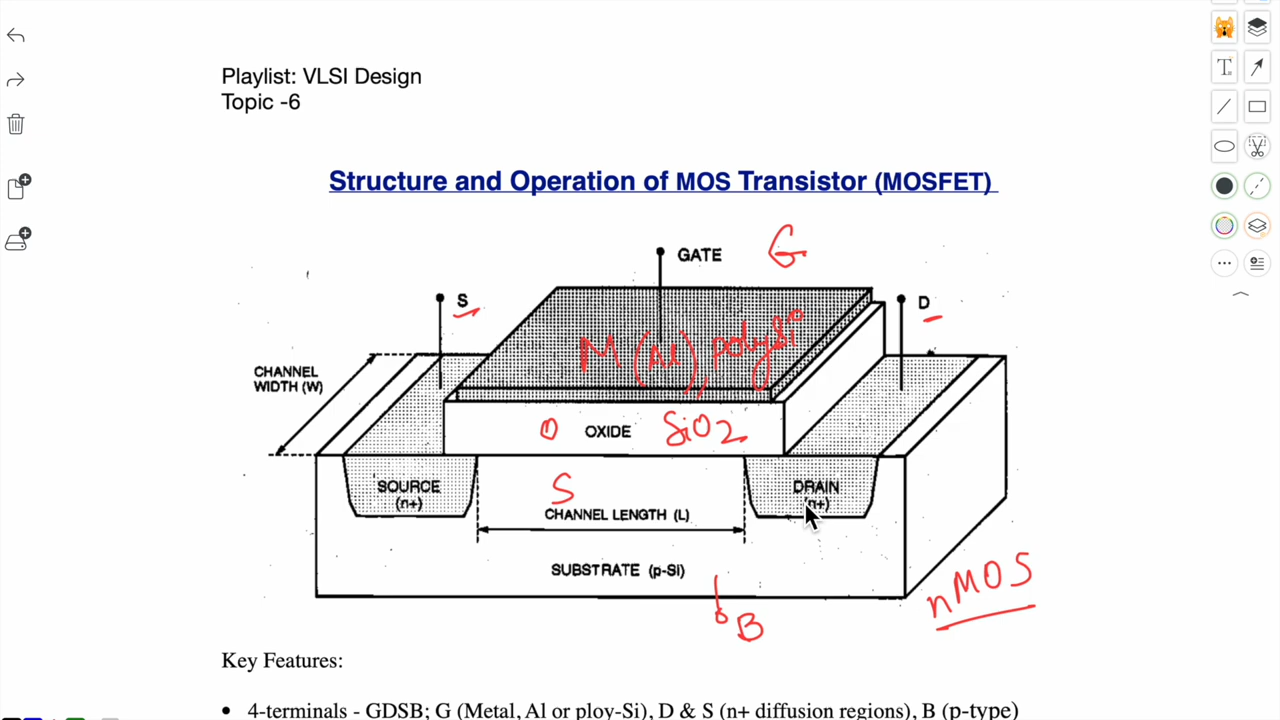 Playlist: VLSI Design
Topic -6
Structure and Operation of MOS Transistor (MOSFET)
GATE
G
S
D
CHANNEL
WIDTH (W)
M (Al), polySi
O OXIDE SiO2
SOURCE
(n+)
S
DRAIN
(n+)
CHANNEL LENGTH (L)
SUBSTRATE (p-Si)
nMOS
B
Key Features:
• 4-terminals - GDSB; G (Metal, Al or ploy-Si), D & S (n+ diffusion regions), B (p-type)